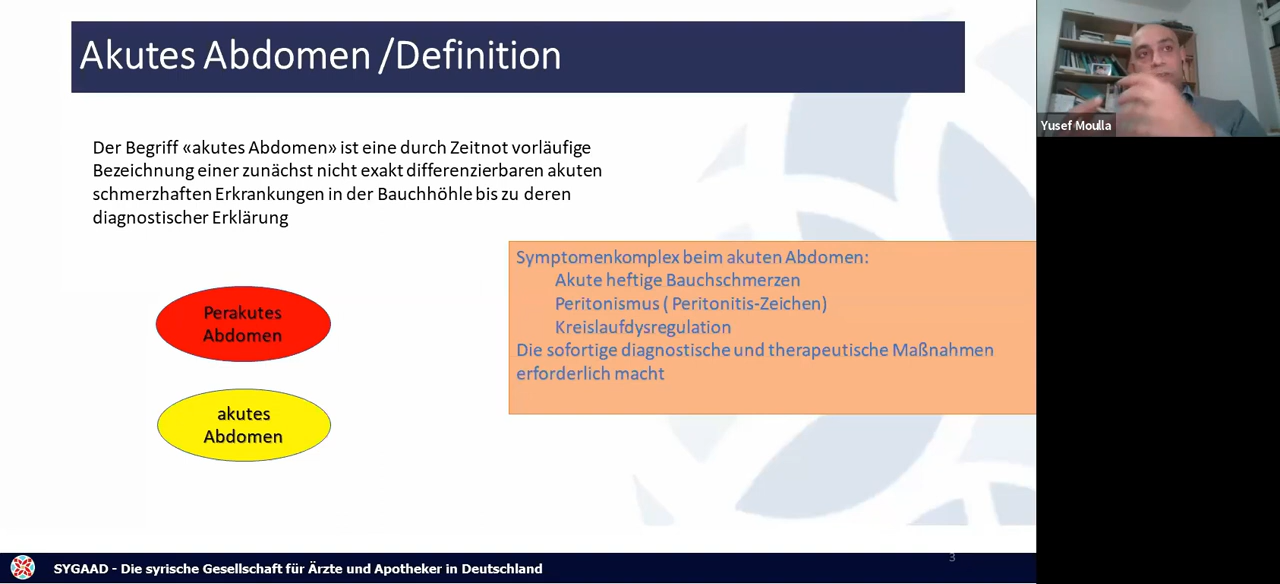 Akutes Abdomen /Definition
Der Begriff «akutes Abdomen» ist eine durch Zeitnot vorläufige
Bezeichnung einer zunächst nicht exakt differenzierbaren akuten
schmerzhaften Erkrankungen in der Bauchhöhle bis zu deren
diagnostischer Erklärung
Symptomenkomplex beim akuten Abdomen:
Akute heftige Bauchschmerzen
Peritonismus ( Peritonitis-Zeichen)
Kreislaufdysregulation
Die sofortige diagnostische und therapeutische Maßnahmen
erforderlich macht
Perakutes
Abdomen
akutes
Abdomen
3
SYGAAD - Die syrische Gesellschaft für Ärzte und Apotheker in Deutschland
Yusef Moulla